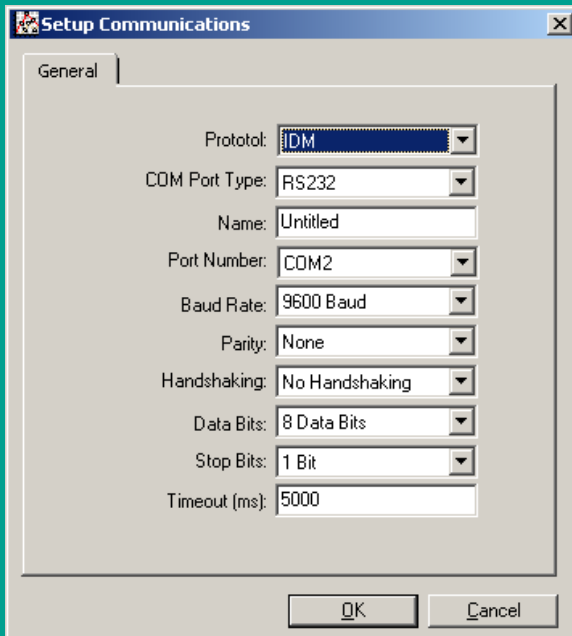 Setup Communications
General
Prototol: IDM
COM Port Type: RS232
Name: Untitled
Port Number: COM2
Baud Rate: 9600 Baud
Parity: None
Handshaking: No Handshaking
Data Bits: 8 Data Bits
Stop Bits: 1 Bit
Timeout (ms): 5000
OK Cancel